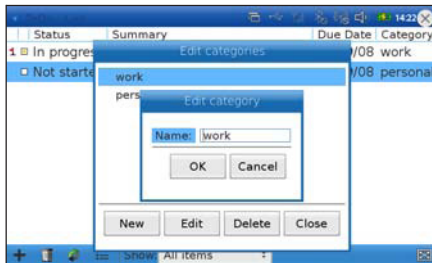 14:22
Status Summary Due Date Category
1 In progres /08 work
Not starte /08 persona
Edit categories
work
pers
Edit category
Name: work
OK Cancel
New Edit Delete Close
Show: All items